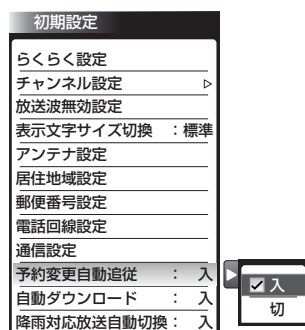 初期設定
らくらく設定
チャンネル設定 ▷
放送波無効設定
表示文字サイズ切換 ：標準
アンテナ設定
居住地域設定
郵便番号設定
電話回線設定
通信設定
予約変更自動追従 ： 入
✓ 入
切
自動ダウンロード ： 入
降雨対応放送自動切換： 入